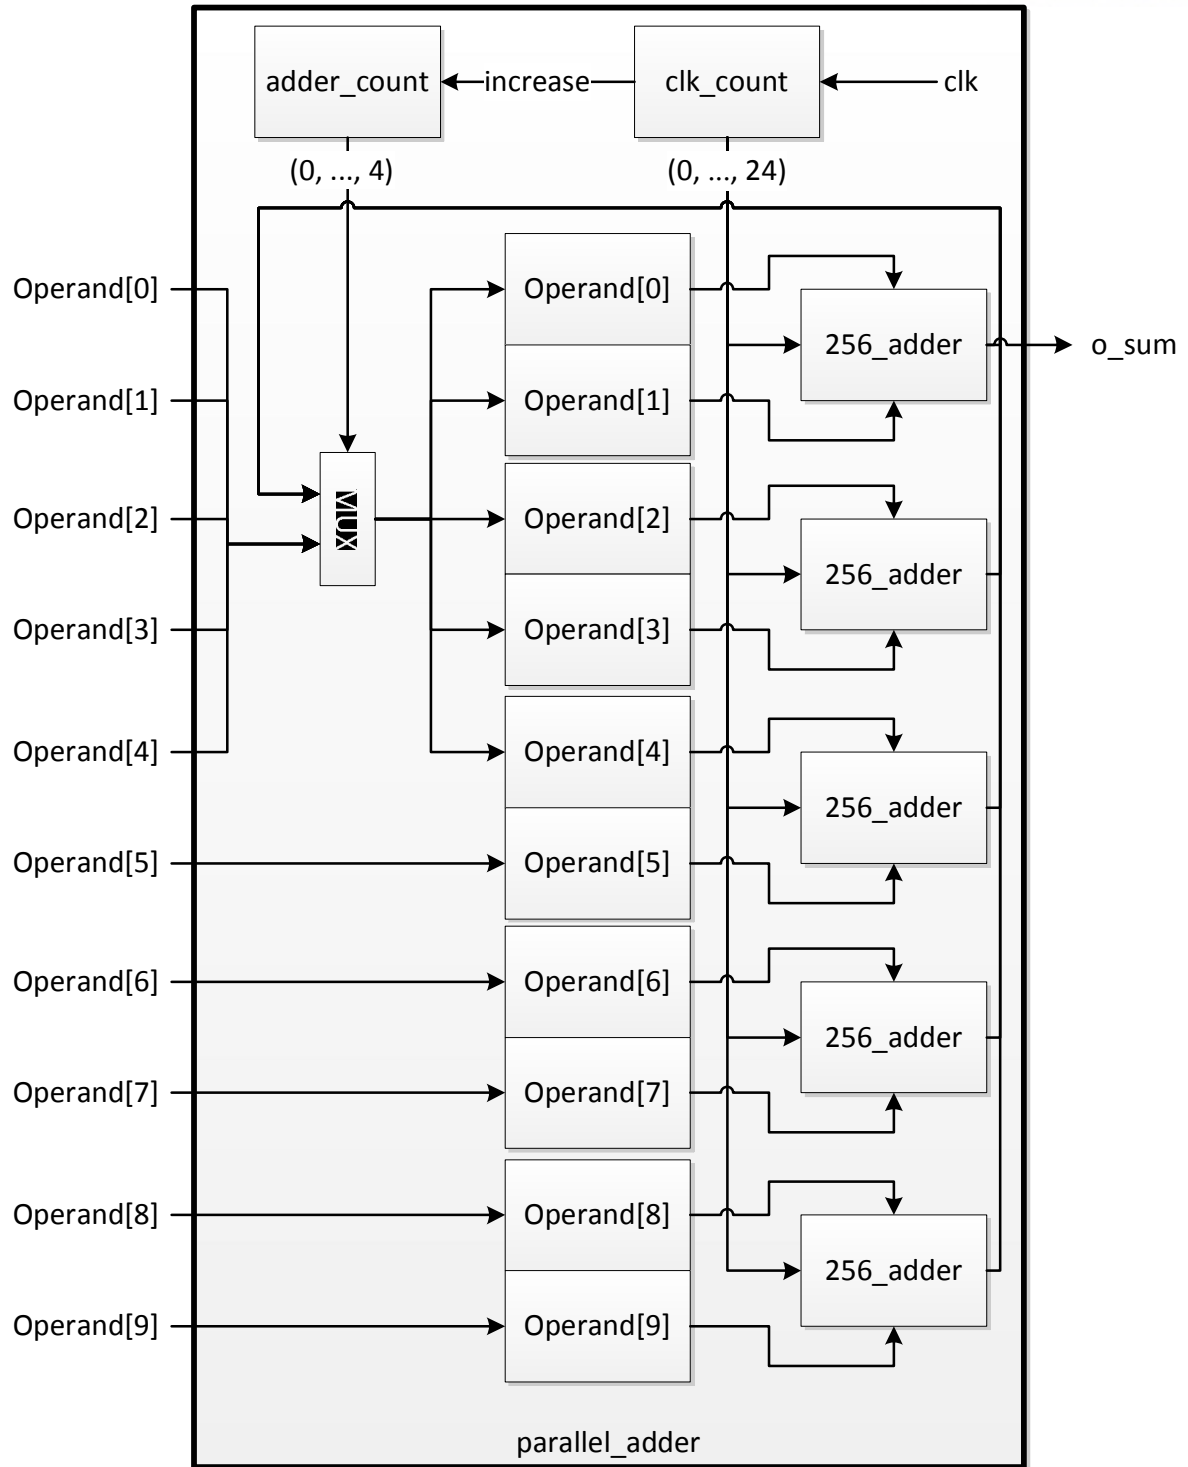 adder_count
increase
clk_count
clk
(0, ..., 4)
(0, ..., 24)
Operand[0]
Operand[0]
256_adder
o_sum
Operand[1]
Operand[1]
MUX
Operand[2]
Operand[2]
256_adder
Operand[3]
Operand[3]
Operand[4]
Operand[4]
256_adder
Operand[5]
Operand[5]
Operand[6]
Operand[6]
256_adder
Operand[7]
Operand[7]
Operand[8]
Operand[8]
256_adder
Operand[9]
Operand[9]
parallel_adder